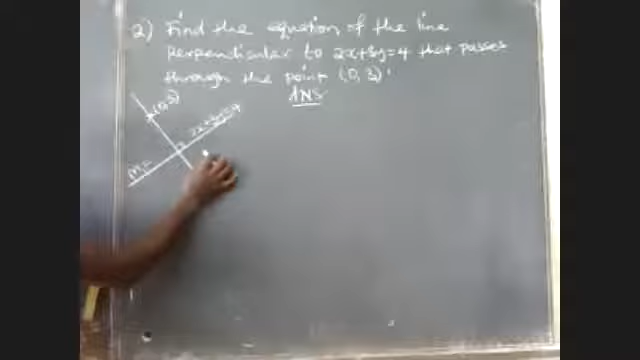 2) Find the equation of the line
Perpendicular to 2x+3y=4 that passes
through the point (0, 3).
ANS
(0, 3)
2x+3y=4
M=